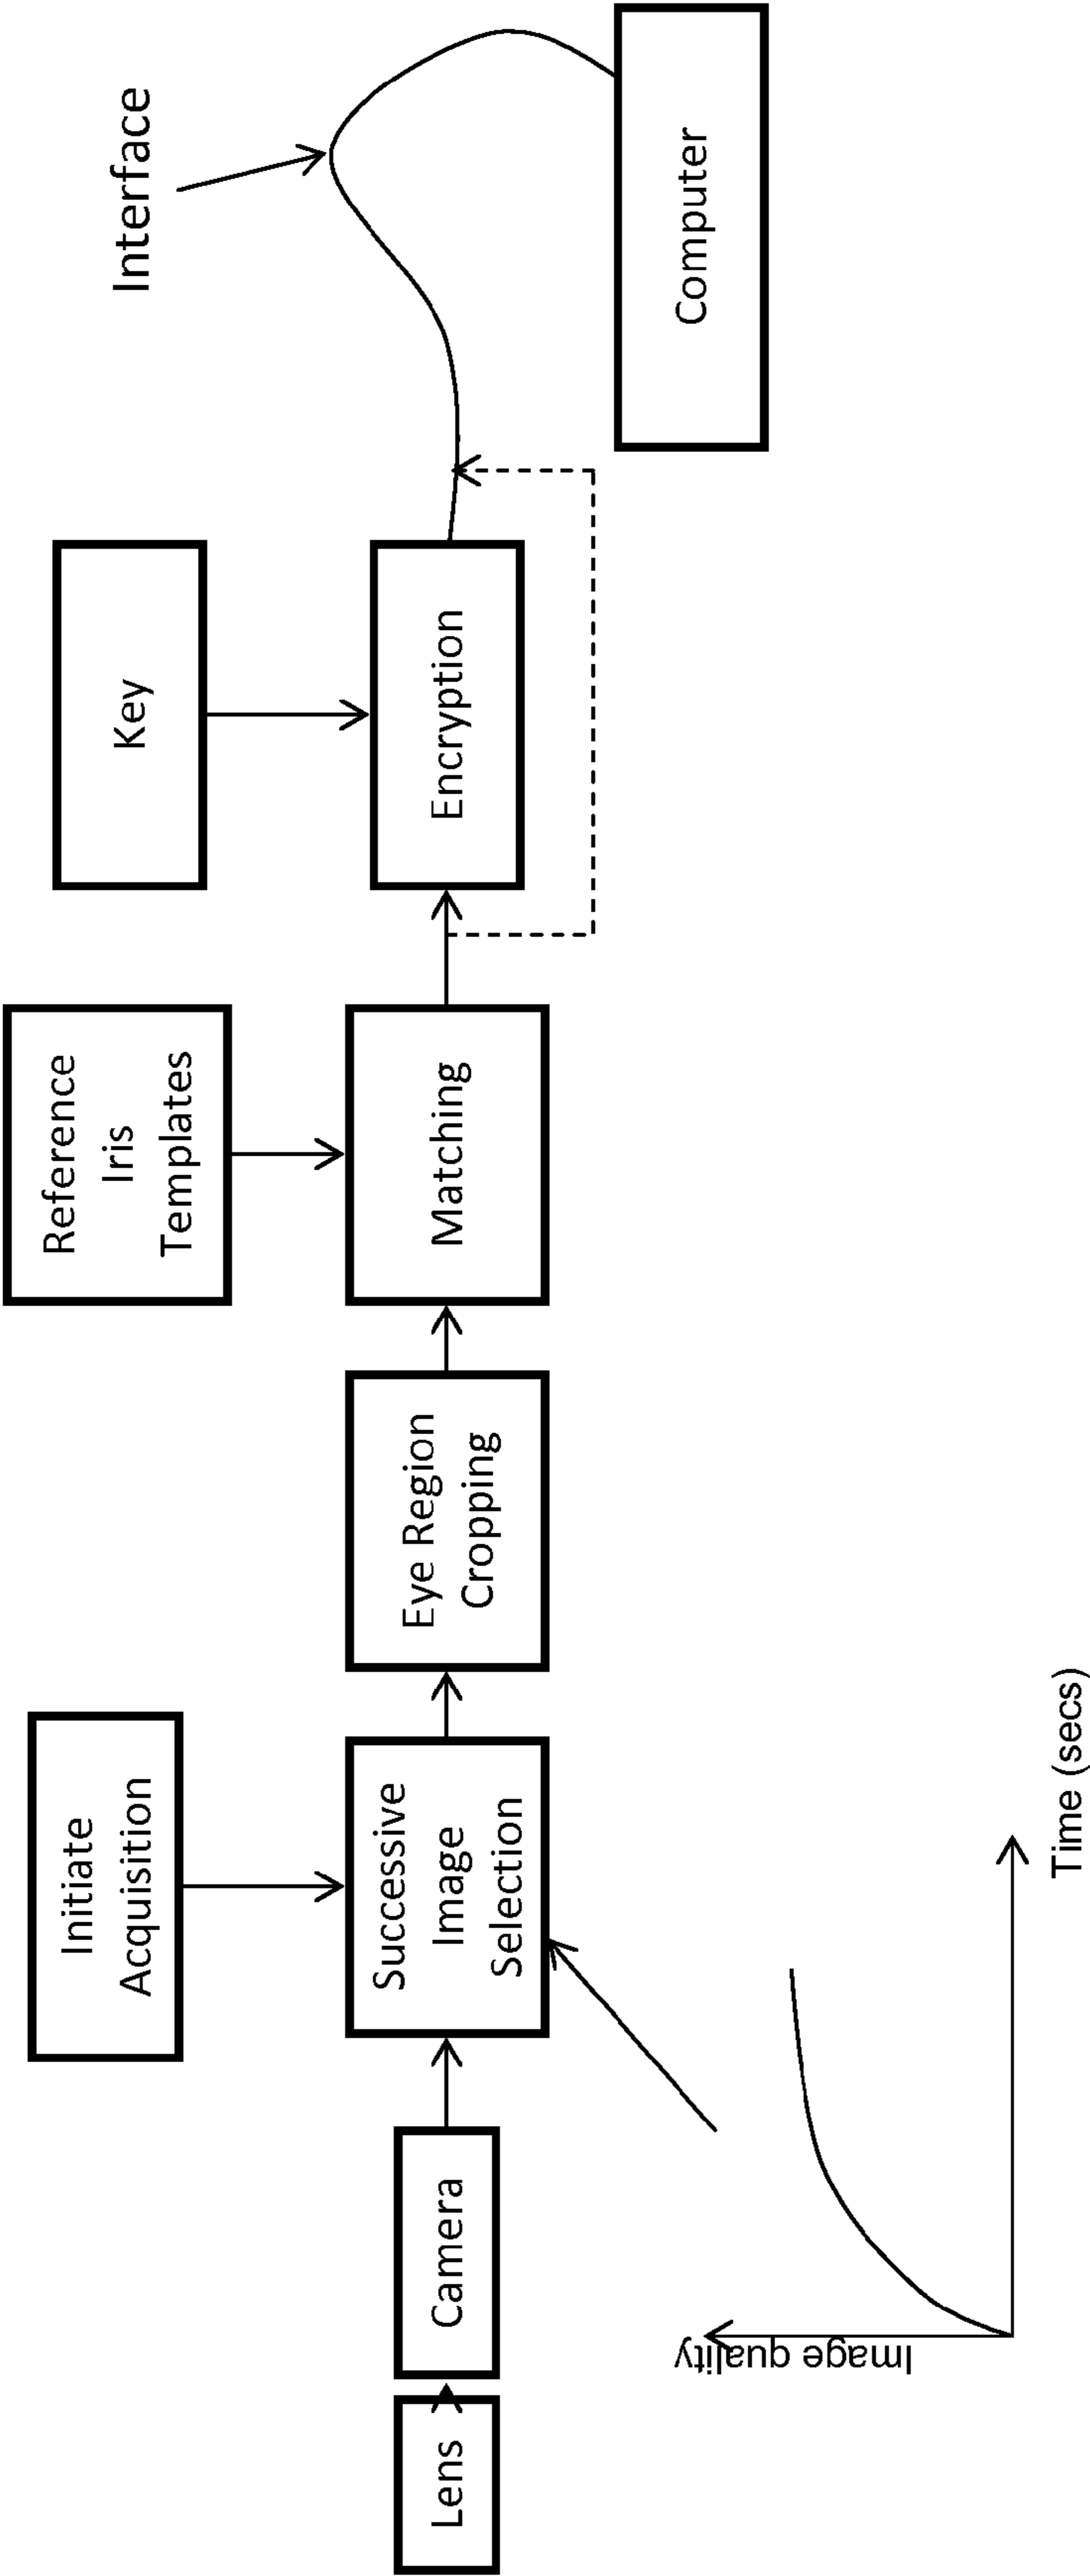 Initiate
Acquisition
Reference
Iris
Templates
Key
Interface
Lens
Camera
Successive
Image
Selection
Eye Region
Cropping
Matching
Encryption
Computer
Image quality
Time (secs)